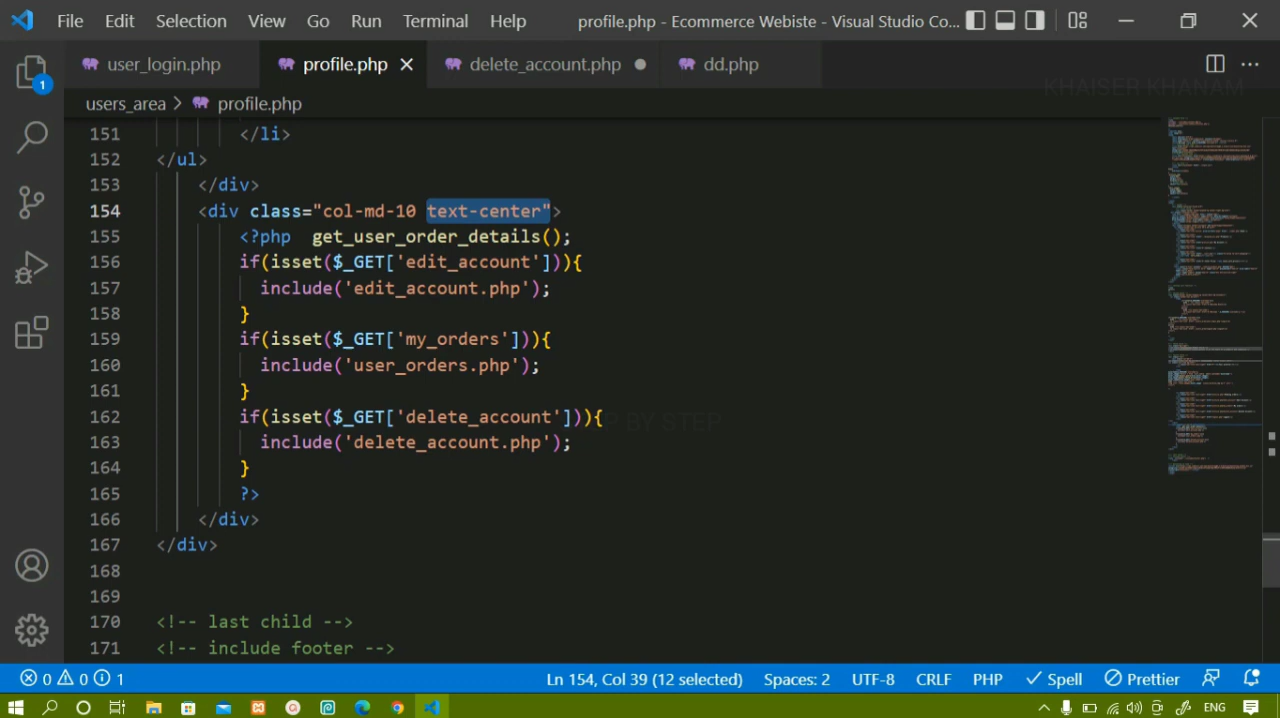 File Edit Selection View Go Run Terminal Help profile.php - Ecommerce Webiste - Visual Studio Co...
1 user_login.php profile.php delete_account.php dd.php
KHAISER KHANAM
users_area > profile.php
151 </li>
152 </ul>
153 </div>
154 <div class="col-md-10 text-center">
155 <?php get_user_order_details();
156 if(isset($_GET['edit_account'])){
157 include('edit_account.php');
158 }
159 if(isset($_GET['my_orders'])){
160 include('user_orders.php');
161 }
162 if(isset($_GET['delete_account'])){
P BY STEP
163 include('delete_account.php');
164 }
165 ?>
166 </div>
167 </div>
168
169
170 <!-- last child -->
171 <!-- include footer -->
0 0 1 Ln 154, Col 39 (12 selected) Spaces: 2 UTF-8 CRLF PHP Spell Prettier
ENG